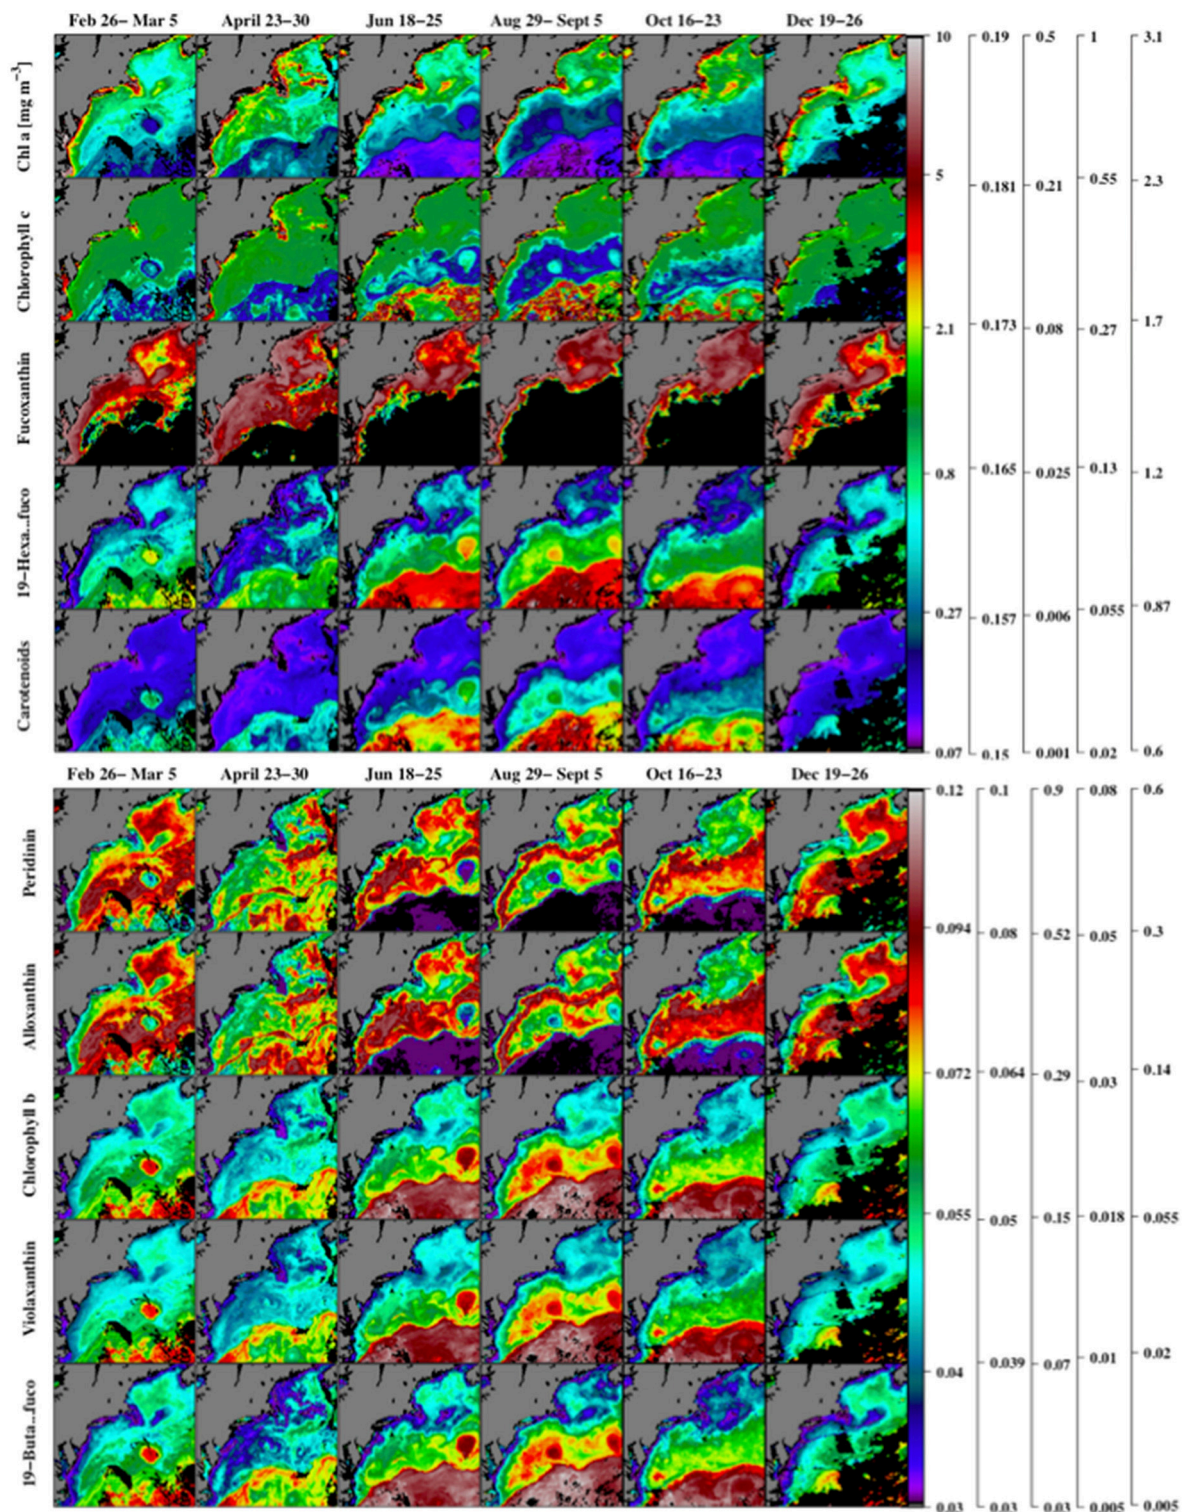 Feb 26– Mar 5 April 23–30 Jun 18–25 Aug 29– Sept 5 Oct 16–23 Dec 19–26
Chl a [mg m⁻³]
Chlorophyll c
Fucoxanthin
19–Hexa...fuco
Carotenoids
10 0.19 0.5 1 3.1
5 0.181 0.21 0.55 2.3
2.1 0.173 0.08 0.27 1.7
0.8 0.165 0.025 0.13 1.2
0.27 0.157 0.006 0.055 0.87
0.07 0.15 0.001 0.02 0.6
Feb 26– Mar 5 April 23–30 Jun 18–25 Aug 29– Sept 5 Oct 16–23 Dec 19–26
Peridinin
Alloxanthin
Chlorophyll b
Violaxanthin
19–Buta...fuco
0.12 0.1 0.9 0.08 0.6
0.094 0.08 0.52 0.05 0.3
0.072 0.064 0.29 0.03 0.14
0.055 0.05 0.15 0.018 0.055
0.04 0.039 0.07 0.01 0.02
0.03 0.03 0.03 0.005 0.005